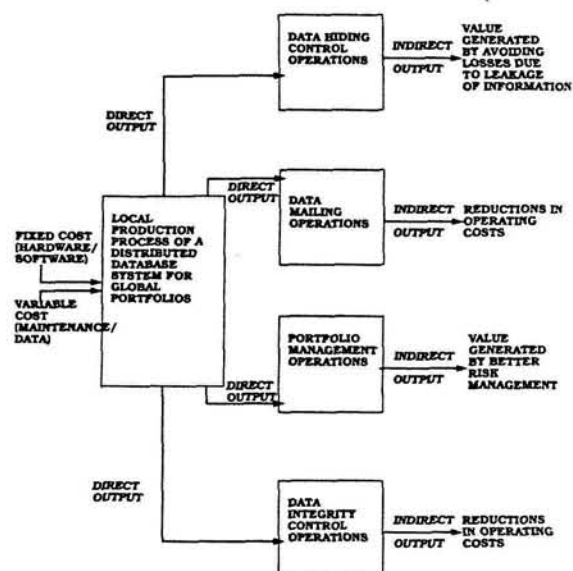 DATA HIDING
CONTROL
OPERATIONS
INDIRECT
OUTPUT
VALUE
GENERATED
BY AVOIDING
LOSSES DUE
TO LEAKAGE
OF INFORMATION
DIRECT
OUTPUT
DIRECT
OUTPUT
DATA
MAILING
OPERATIONS
INDIRECT
OUTPUT
REDUCTIONS IN
OPERATING
COSTS
FIXED COST
(HARDWARE/
SOFTWARE)
VARIABLE
COST
(MAINTENANCE/
DATA)
LOCAL
PRODUCTION
PROCESS OF A
DISTRIBUTED
DATABASE
SYSTEM FOR
GLOBAL
PORTFOLIOS
PORTFOLIO
MANAGEMENT
OPERATIONS
INDIRECT
OUTPUT
VALUE
GENERATED
BY BETTER
RISK
MANAGEMENT
DIRECT
OUTPUT
DIRECT
OUTPUT
DATA
INTEGRITY
CONTROL
OPERATIONS
INDIRECT
OUTPUT
REDUCTIONS
IN OPERATING
COSTS